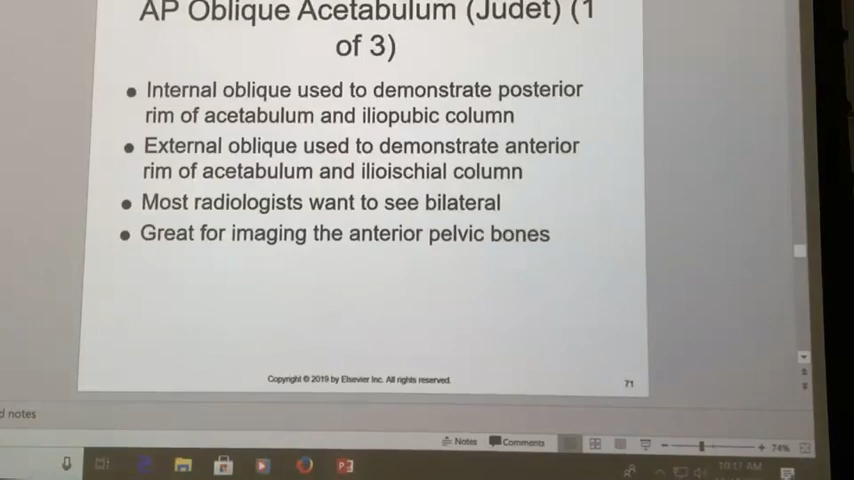 AP Oblique Acetabulum (Judet) (1
of 3)
Internal oblique used to demonstrate posterior
rim of acetabulum and iliopubic column
External oblique used to demonstrate anterior
rim of acetabulum and ilioischial column
Most radiologists want to see bilateral
Great for imaging the anterior pelvic bones
Copyright © 2019 by Elsevier Inc. All rights reserved.
71
d notes
Notes
Comments
74%
10:17 AM